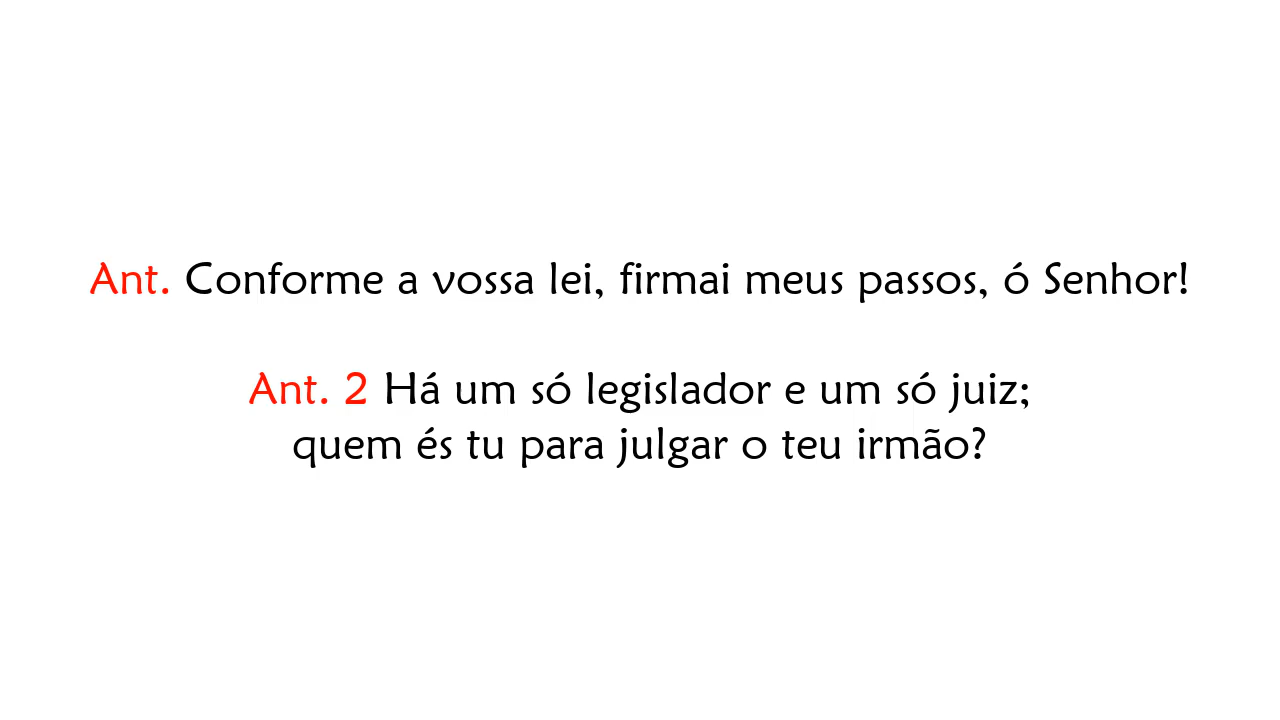 Ant. Conforme a vossa lei, firmai meus passos, ó Senhor!
Ant. 2 Há um só legislador e um só juiz;
quem és tu para julgar o teu irmão?